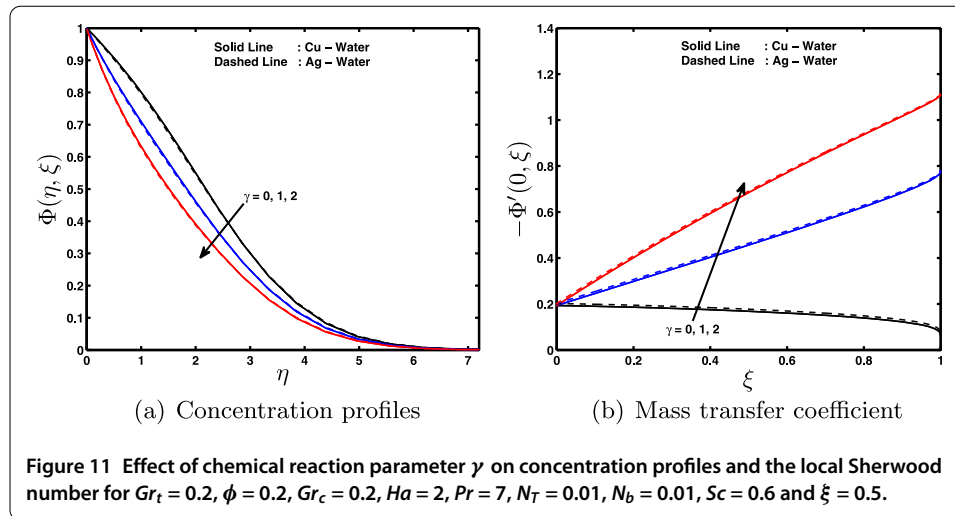 Solid Line : Cu – Water
Dashed Line : Ag – Water
1
0.9
0.8
0.7
0.6
0.5
0.4
0.3
0.2
0.1
0
Φ(η, ξ)
γ = 0, 1, 2
0 1 2 3 4 5 6 7
η
(a) Concentration profiles
Solid Line : Cu – Water
Dashed Line : Ag – Water
1.4
1.2
1
0.8
0.6
0.4
0.2
0
−Φ′(0, ξ)
γ = 0, 1, 2
0 0.2 0.4 0.6 0.8 1
ξ
(b) Mass transfer coefficient
Figure 11 Effect of chemical reaction parameter γ on concentration profiles and the local Sherwood
number for Grt = 0.2, ϕ = 0.2, Grc = 0.2, Ha = 2, Pr = 7, NT = 0.01, Nb = 0.01, Sc = 0.6 and ξ = 0.5.